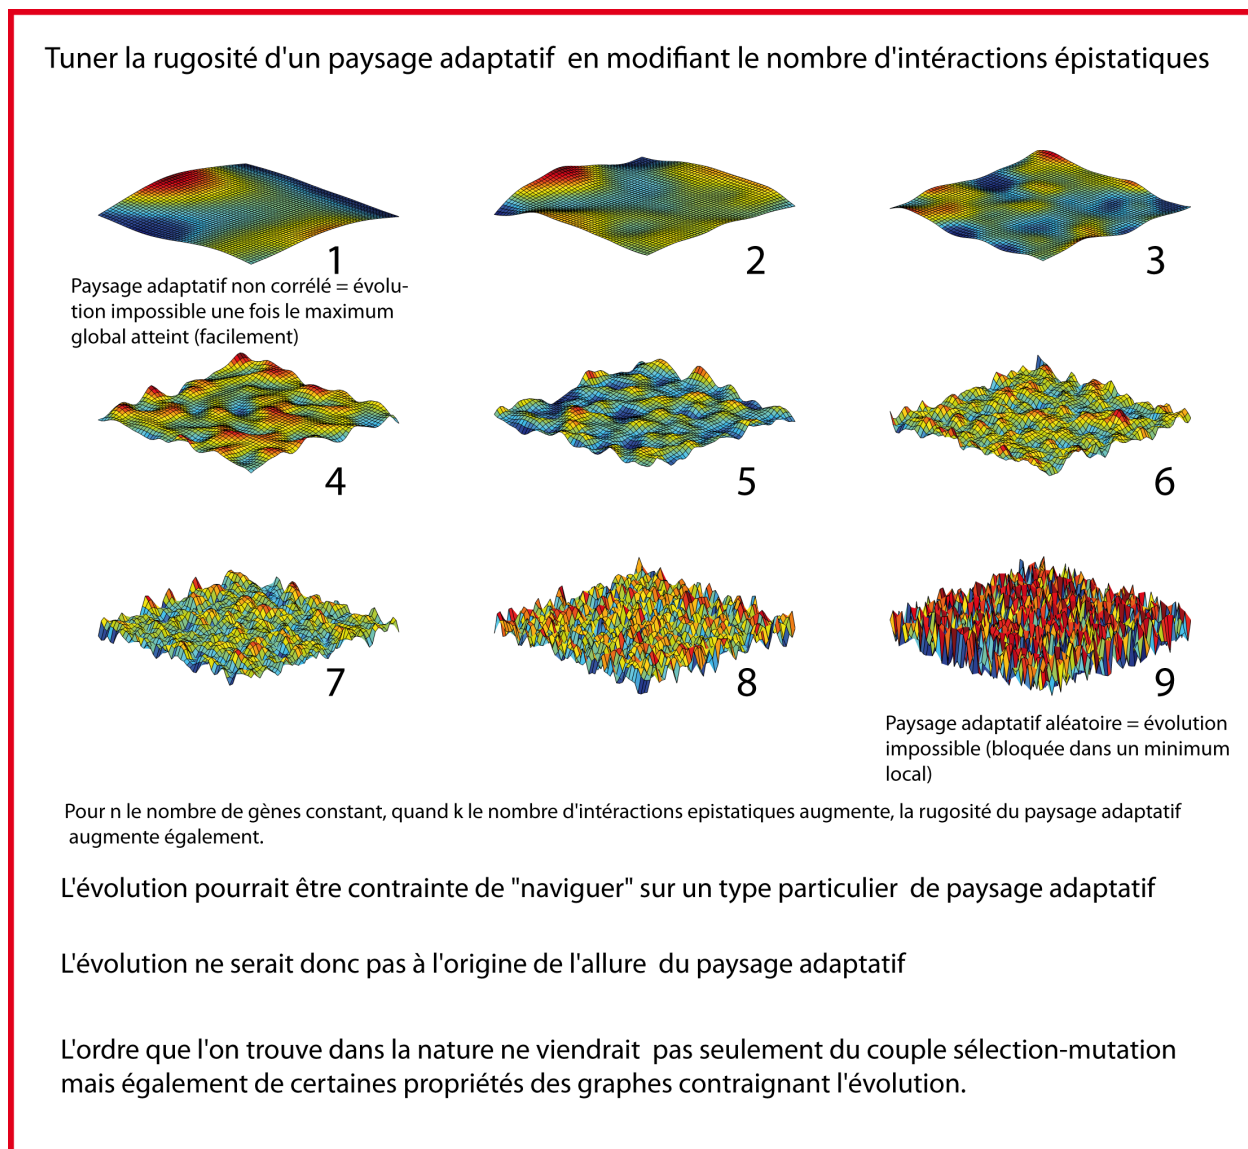 Tuner la rugosité d'un paysage adaptatif en modifiant le nombre d'intéractions épistatiques
1
2
3
Paysage adaptatif non corrélé = évolu-
tion impossible une fois le maximum
global atteint (facilement)
4
5
6
7
8
9
Paysage adaptatif aléatoire = évolution
impossible (bloquée dans un minimum
local)
Pour n le nombre de gènes constant, quand k le nombre d'intéractions epistatiques augmente, la rugosité du paysage adaptatif
augmente également.
L'évolution pourrait être contrainte de "naviguer" sur un type particulier de paysage adaptatif
L'évolution ne serait donc pas à l'origine de l'allure du paysage adaptatif
L'ordre que l'on trouve dans la nature ne viendrait pas seulement du couple sélection-mutation
mais également de certaines propriétés des graphes contraignant l'évolution.